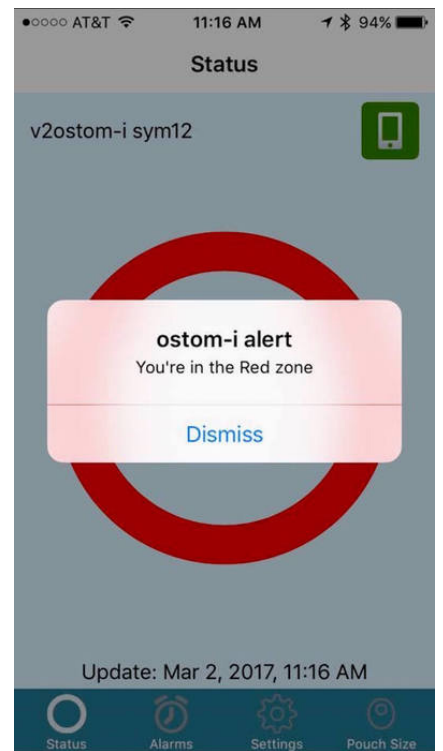 AT&T 11:16 AM 94%
Status
v2ostom-i sym12
ostom-i alert
You're in the Red zone
Dismiss
Update: Mar 2, 2017, 11:16 AM
Status Alarms Settings Pouch Size